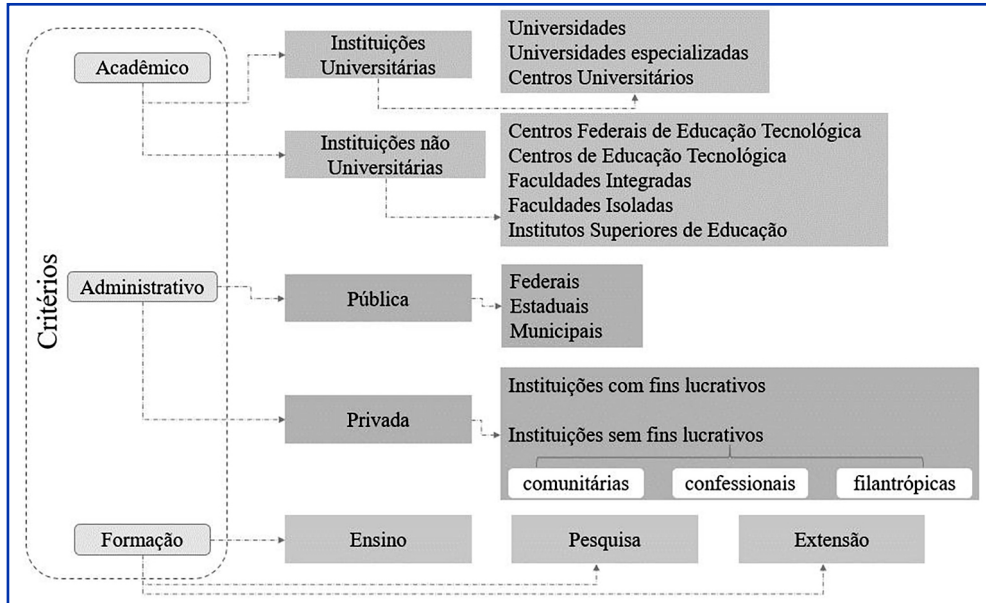 Critérios
Acadêmico
Instituições
Universitárias
Universidades
Universidades especializadas
Centros Universitários
Instituições não
Universitárias
Centros Federais de Educação Tecnológica
Centros de Educação Tecnológica
Faculdades Integradas
Faculdades Isoladas
Institutos Superiores de Educação
Administrativo
Pública
Federais
Estaduais
Municipais
Privada
Instituições com fins lucrativos
Instituições sem fins lucrativos
comunitárias
confessionais
filantrópicas
Formação
Ensino
Pesquisa
Extensão